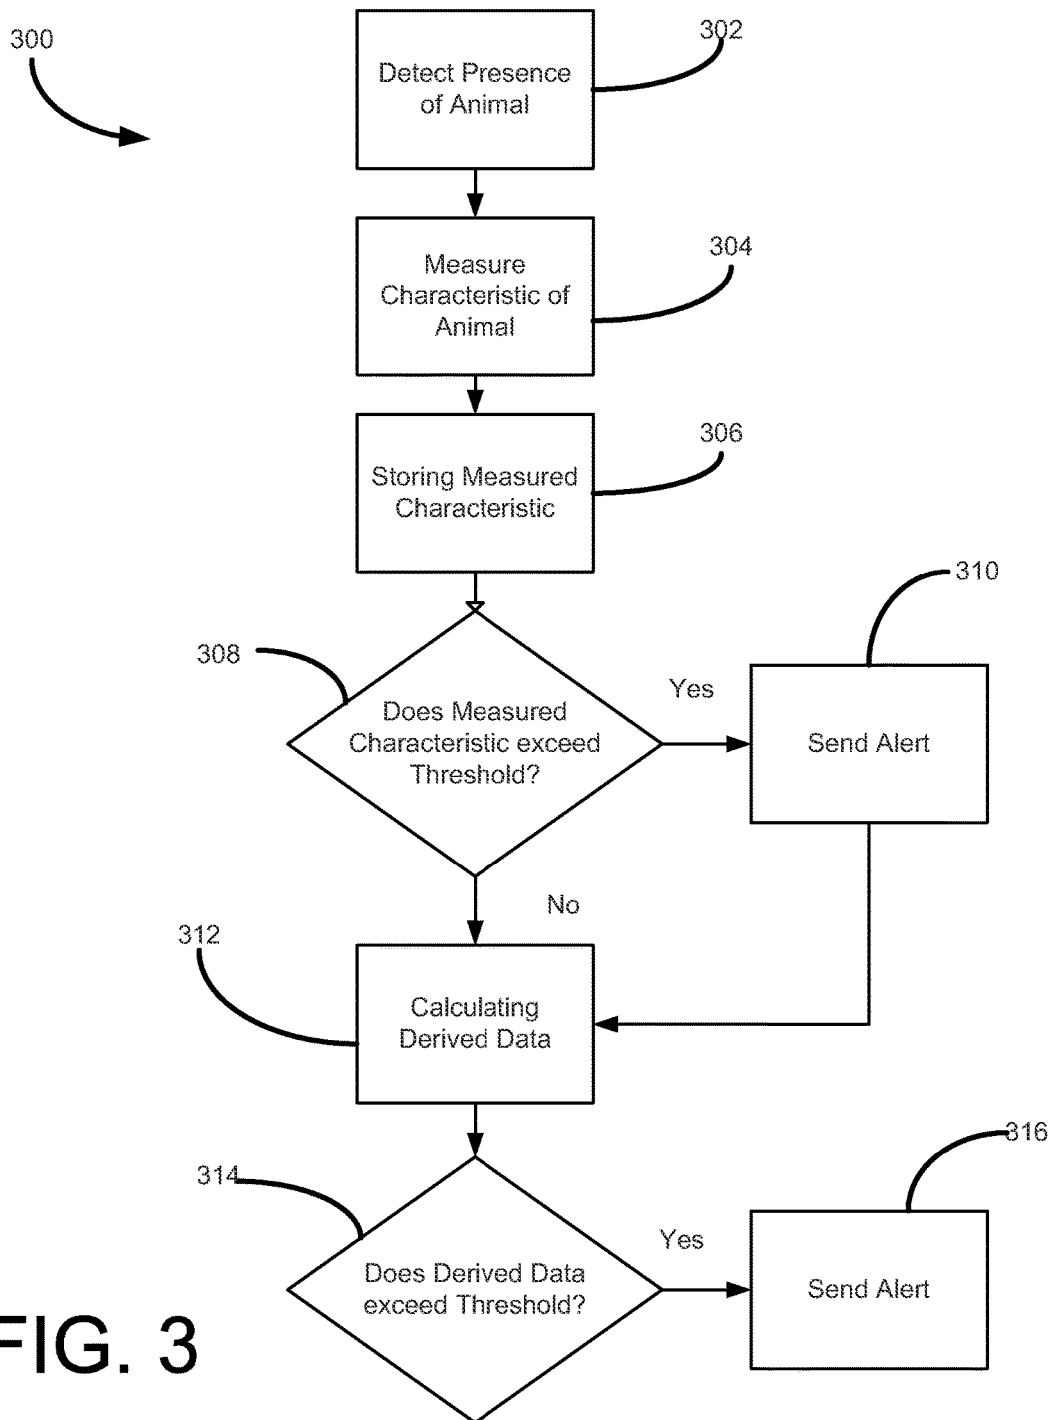 300
302
Detect Presence
of Animal
304
Measure
Characteristic of
Animal
306
Storing Measured
Characteristic
308
310
Does Measured
Characteristic exceed
Threshold?
Yes
Send Alert
No
312
Calculating
Derived Data
314
316
Does Derived Data
exceed Threshold?
Yes
Send Alert
FIG. 3